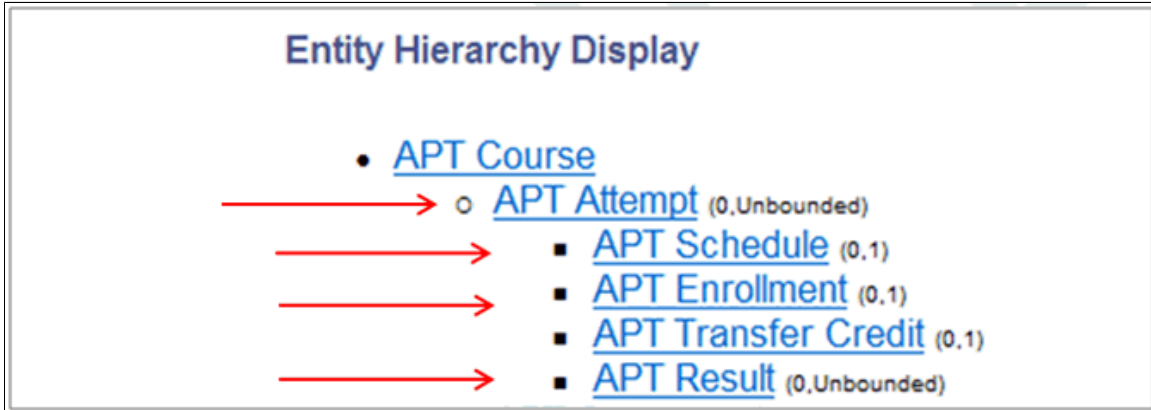 Entity Hierarchy Display
APT Course
APT Attempt (0,Unbounded)
APT Schedule (0,1)
APT Enrollment (0,1)
APT Transfer Credit (0,1)
APT Result (0,Unbounded)